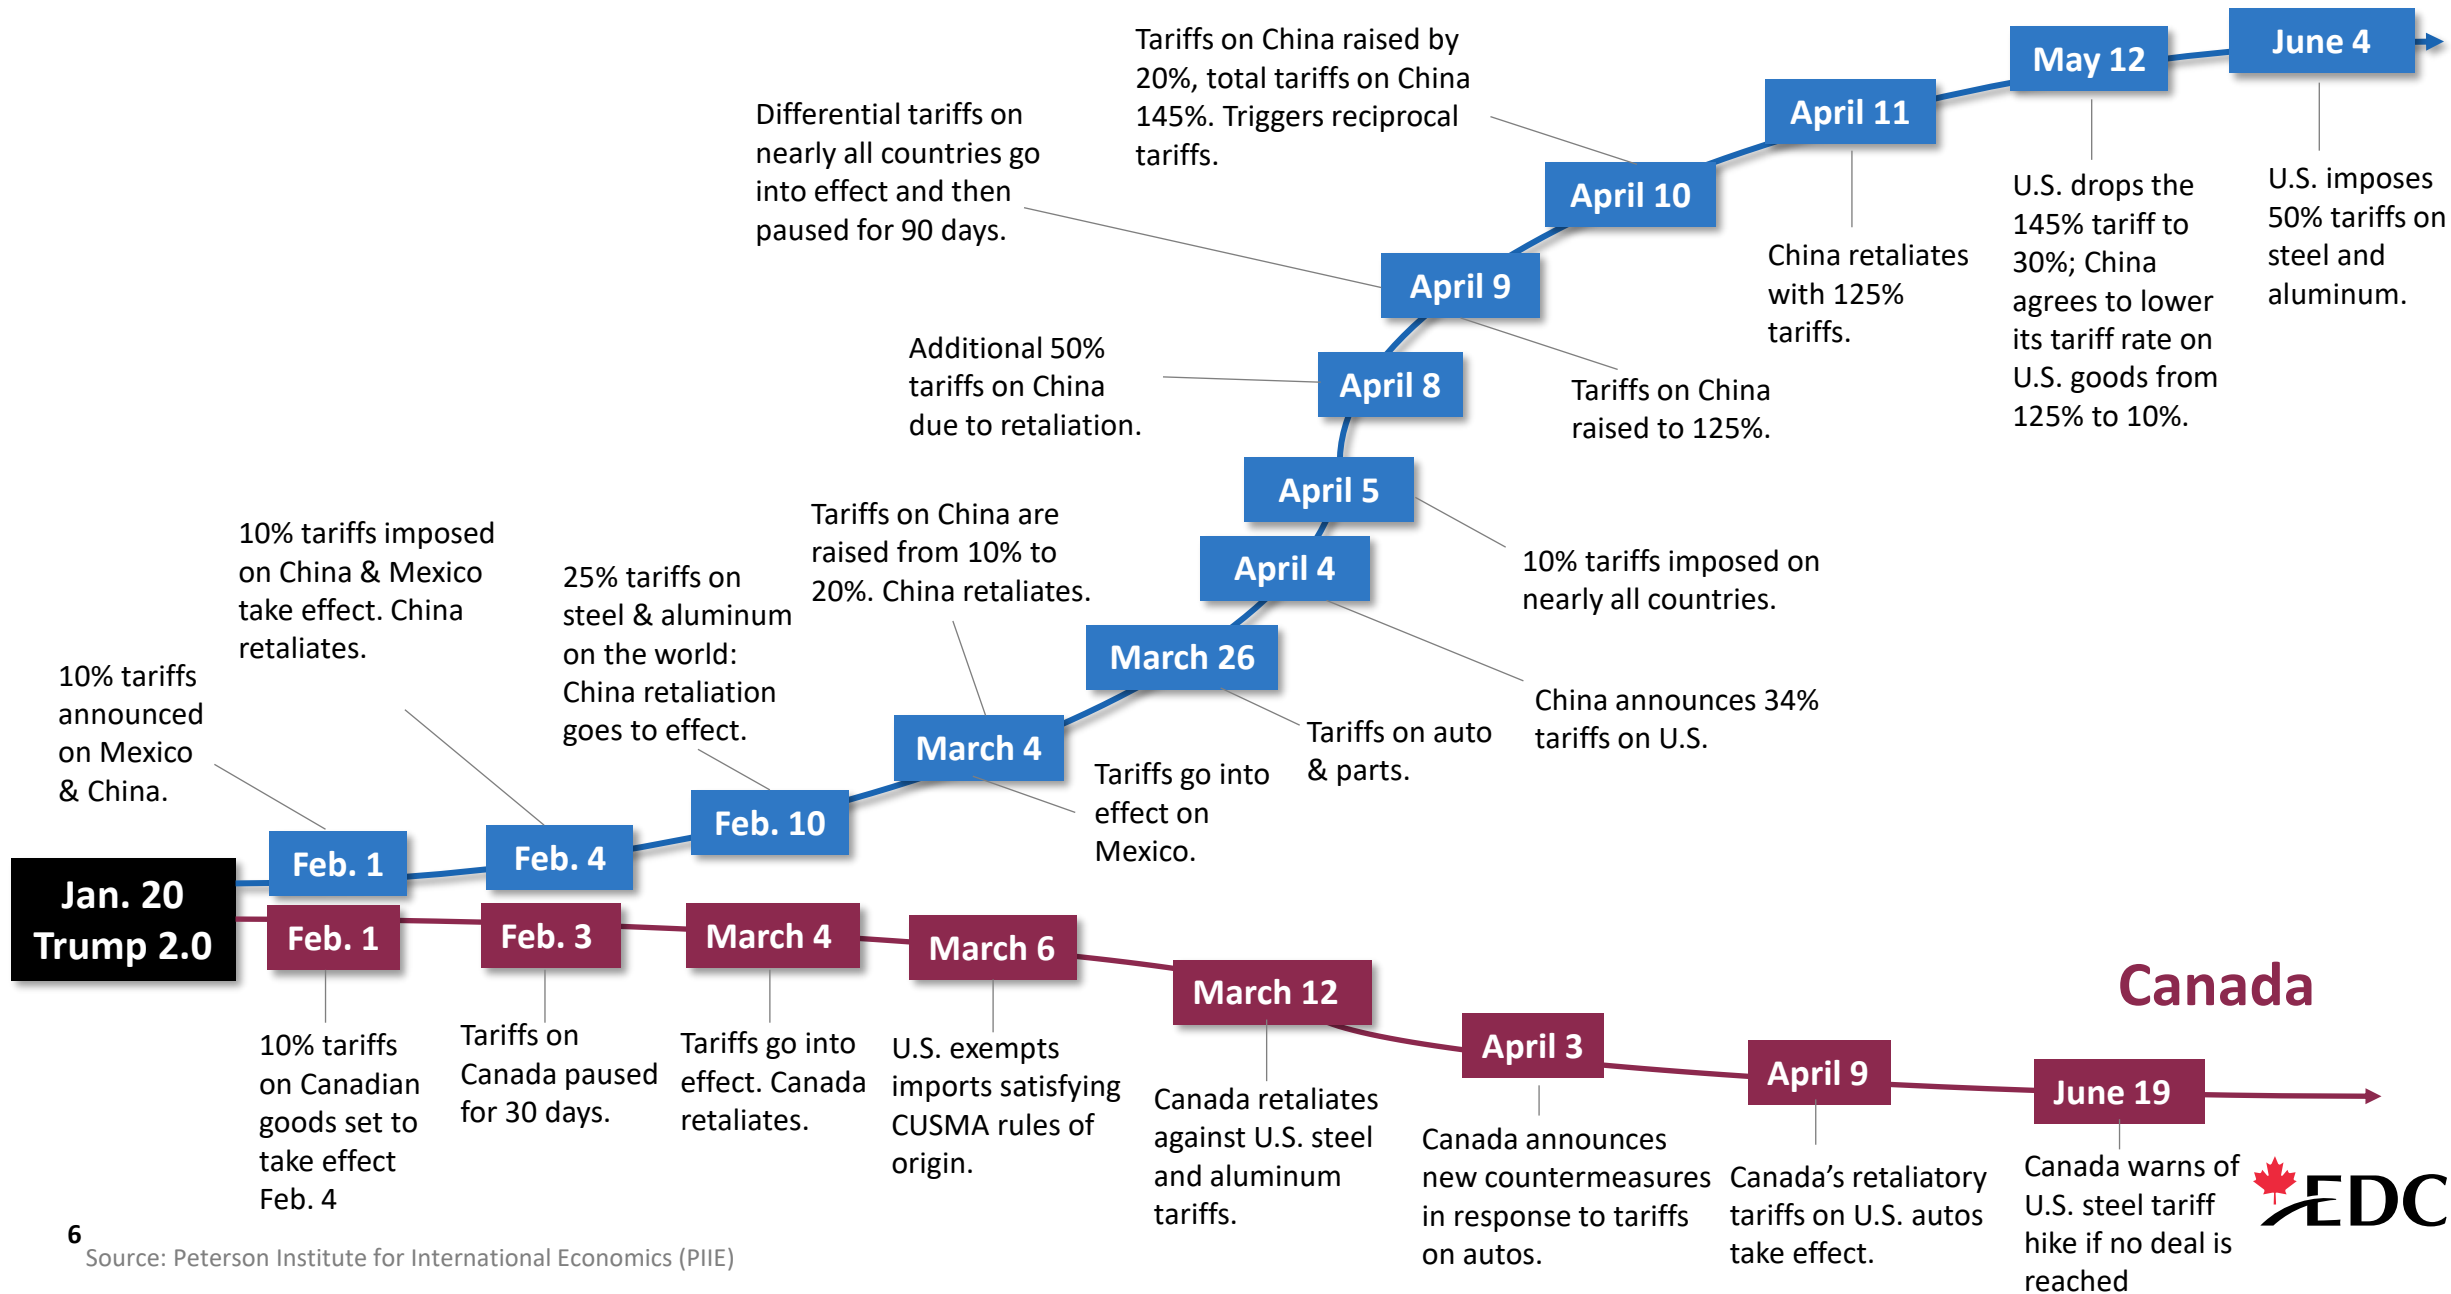 Jan. 20
Trump 2.0
Feb. 1
10% tariffs
announced
on Mexico
& China.
Feb. 4
10% tariffs imposed
on China & Mexico
take effect. China
retaliates.
Feb. 10
25% tariffs on
steel & aluminum
on the world:
China retaliation
goes to effect.
March 4
Tariffs on China are
raised from 10% to
20%. China retaliates.
Tariffs go into
effect on
Mexico.
March 26
Tariffs on auto
& parts.
April 4
China announces 34%
tariffs on U.S.
April 5
10% tariffs imposed on
nearly all countries.
April 8
Additional 50%
tariffs on China
due to retaliation.
April 9
Differential tariffs on
nearly all countries go
into effect and then
paused for 90 days.
Tariffs on China
raised to 125%.
April 10
Tariffs on China raised by
20%, total tariffs on China
145%. Triggers reciprocal
tariffs.
April 11
China retaliates
with 125%
tariffs.
May 12
U.S. drops the
145% tariff to
30%; China
agrees to lower
its tariff rate on
U.S. goods from
125% to 10%.
June 4
U.S. imposes
50% tariffs on
steel and
aluminum.
Canada
Feb. 1
10% tariffs
on Canadian
goods set to
take effect
Feb. 4
Feb. 3
Tariffs on
Canada paused
for 30 days.
March 4
Tariffs go into
effect. Canada
retaliates.
March 6
U.S. exempts
imports satisfying
CUSMA rules of
origin.
March 12
Canada retaliates
against U.S. steel
and aluminum
tariffs.
April 3
Canada announces
new countermeasures
in response to tariffs
on autos.
April 9
Canada’s retaliatory
tariffs on U.S. autos
take effect.
June 19
Canada warns of
U.S. steel tariff
hike if no deal is
reached
EDC
6
Source: Peterson Institute for International Economics (PIIE)